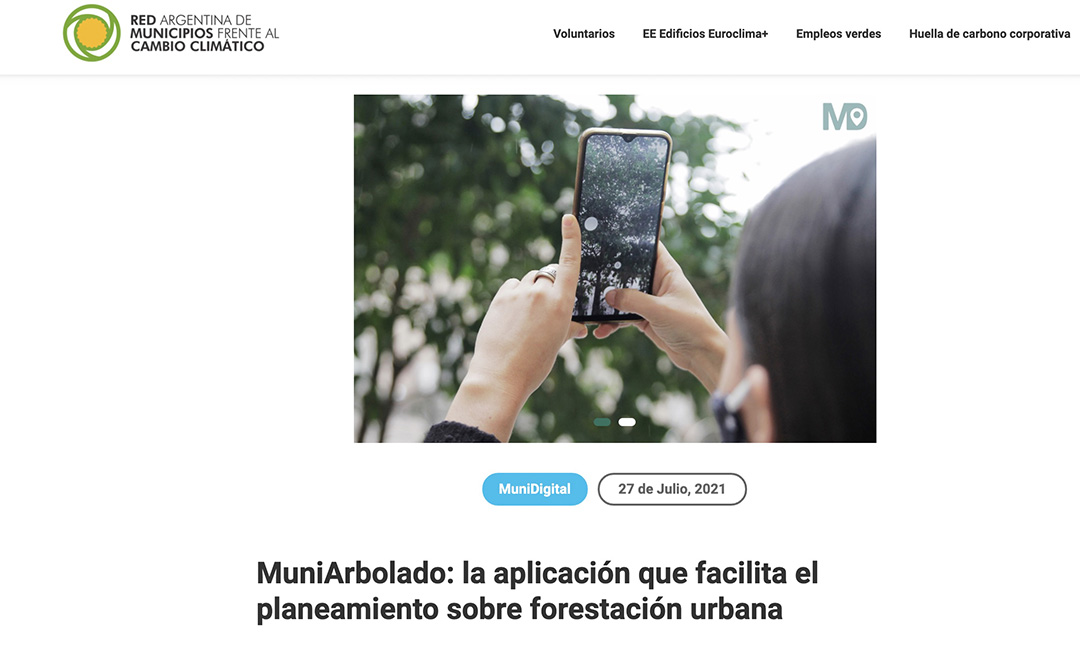 RED ARGENTINA DE
MUNICIPIOS FRENTE AL
CAMBIO CLIMÁTICO
Voluntarios EE Edificios Euroclima+ Empleos verdes Huella de carbono corporativa
MD
MuniDigital 27 de Julio, 2021
MuniArbolado: la aplicación que facilita el
planeamiento sobre forestación urbana